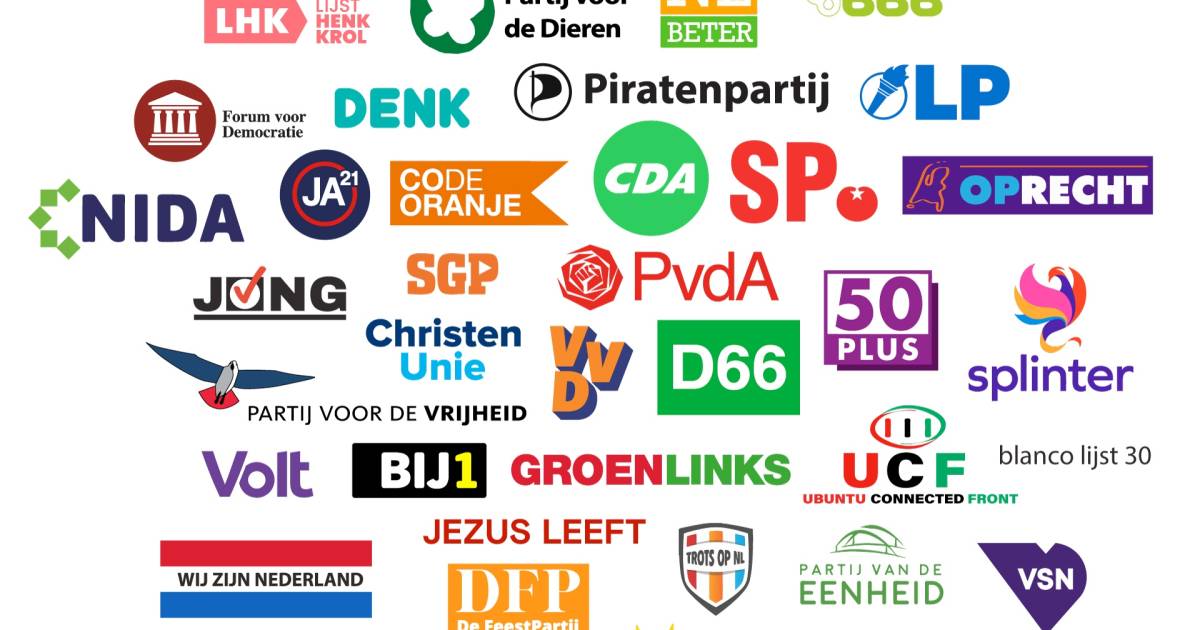 LHK
LIJST
HENK
KROL
Partij voor
de Dieren
NL
BETER
Forum voor
Democratie
DENK
Piratenpartij
LP
NIDA
JA21
CODE
ORANJE
CDA
SP
OPRECHT
JONG
SGP
PvdA
50
PLUS
Christen
Unie
VVD
D66
splinter
PARTIJ VOOR DE VRIJHEID
Volt
BIJ1
GROENLINKS
UCF
UBUNTU CONNECTED FRONT
blanco lijst 30
JEZUS LEEFT
WIJ ZIJN NEDERLAND
DFP
De FeestPartij
TROTS OP NL
PARTIJ VAN DE
EENHEID
VSN